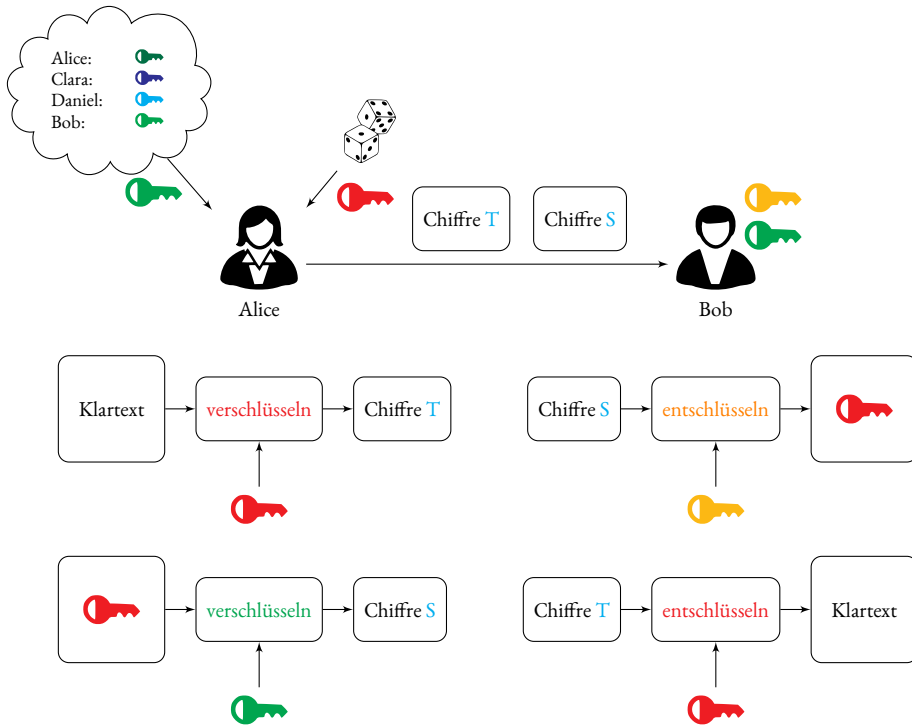 Alice:
Clara:
Daniel:
Bob:
Chiffre T
Chiffre S
Alice
Bob
Klartext
verschlüsseln
Chiffre T
Chiffre S
entschlüsseln
verschlüsseln
Chiffre S
Chiffre T
entschlüsseln
Klartext